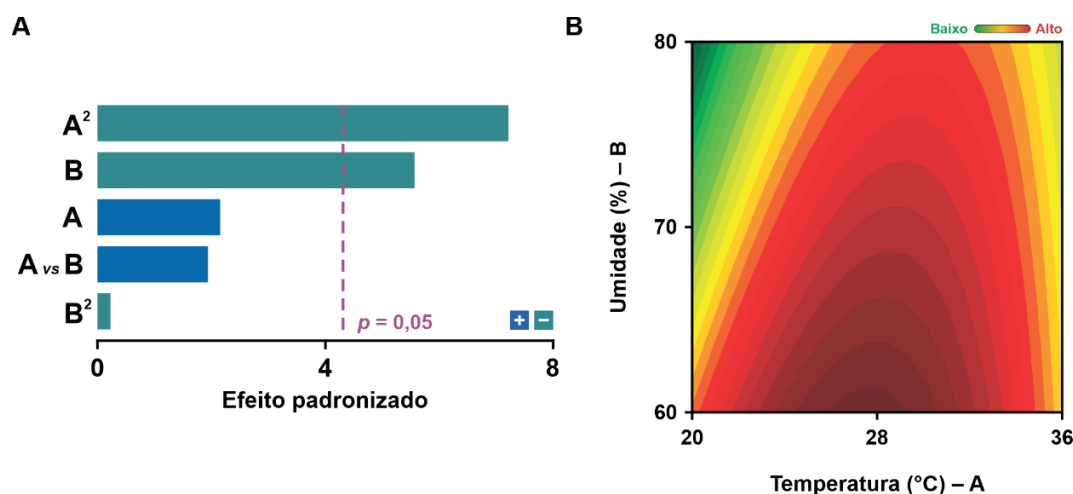 A
A²
B
A
A vs B
B²
p = 0,05
+ −
0 4 8
Efeito padronizado
B
Baixo Alto
80
70
60
Umidade (%) – B
20 28 36
Temperatura (°C) – A